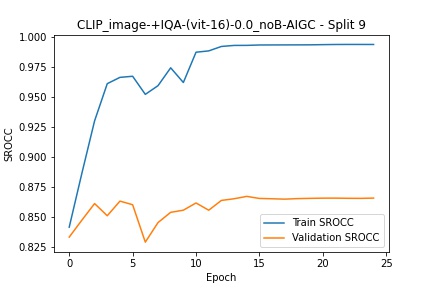 CLIP_image-+IQA-(vit-16)-0.0_noB-AIGC - Split 9
SROCC
1.000
0.975
0.950
0.925
0.900
0.875
0.850
0.825
Train SROCC
Validation SROCC
0
5
10
15
20
25
Epoch